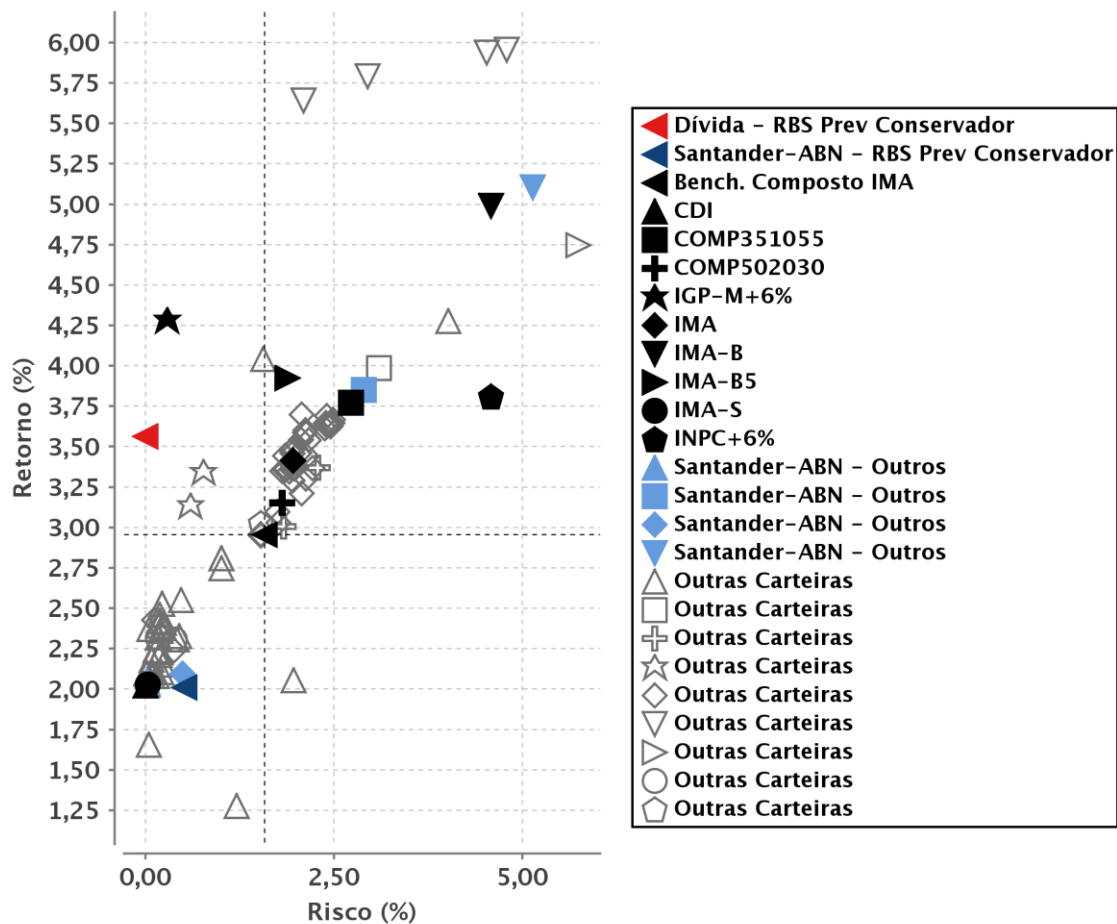 6,00
5,75
5,50
5,25
5,00
4,75
4,50
4,25
4,00
3,75
3,50
3,25
3,00
2,75
2,50
2,25
2,00
1,75
1,50
1,25
Retorno (%)
0,00
2,50
5,00
Risco (%)
Dívida - RBS Prev Conservador
Santander-ABN - RBS Prev Conservador
Bench. Composto IMA
CDI
COMP351055
COMP502030
IGP-M+6%
IMA
IMA-B
IMA-B5
IMA-S
INPC+6%
Santander-ABN - Outros
Santander-ABN - Outros
Santander-ABN - Outros
Santander-ABN - Outros
Outras Carteiras
Outras Carteiras
Outras Carteiras
Outras Carteiras
Outras Carteiras
Outras Carteiras
Outras Carteiras
Outras Carteiras
Outras Carteiras